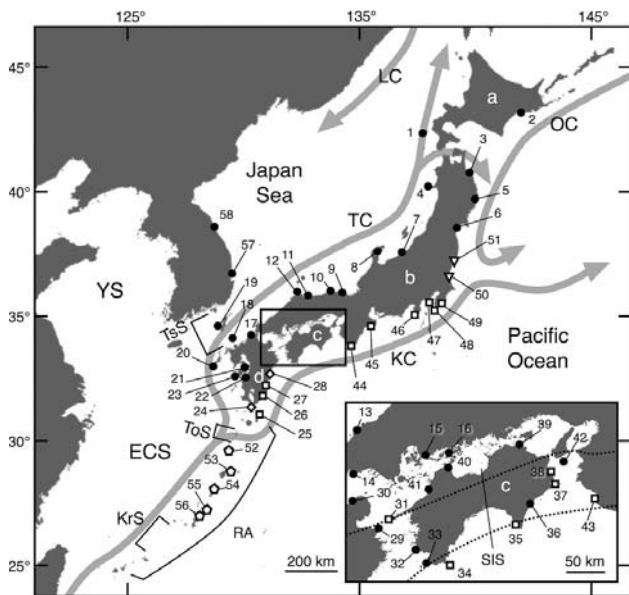 125° 135° 145°
45°
40°
35°
30°
25°
LC
a
OC
1
2
3
Japan
Sea
4
5
58
TC
6
7
51
57
11
12
10 9
8
19
18
b
50
YS
17
TsS
c
46
49
47
48
45
KC
Pacific
Ocean
20
44
21
d
28
23
22
27
24
26
25
ToS
ECS
52
53
54
55
56
KrS
RA
200 km
13
15
16
39
42
40
14
41
c
38
30
31
37
29
36
43
33
35
32
SIS
34
50 km